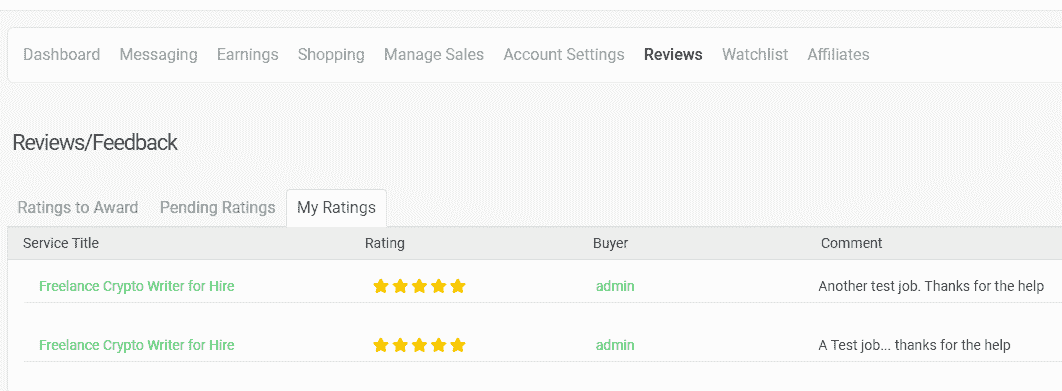 Dashboard Messaging Earnings Shopping Manage Sales Account Settings Reviews Watchlist Affiliates
Reviews/Feedback
Ratings to Award Pending Ratings My Ratings
Service Title Rating Buyer Comment
Freelance Crypto Writer for Hire admin Another test job. Thanks for the help
Freelance Crypto Writer for Hire admin A Test job... thanks for the help